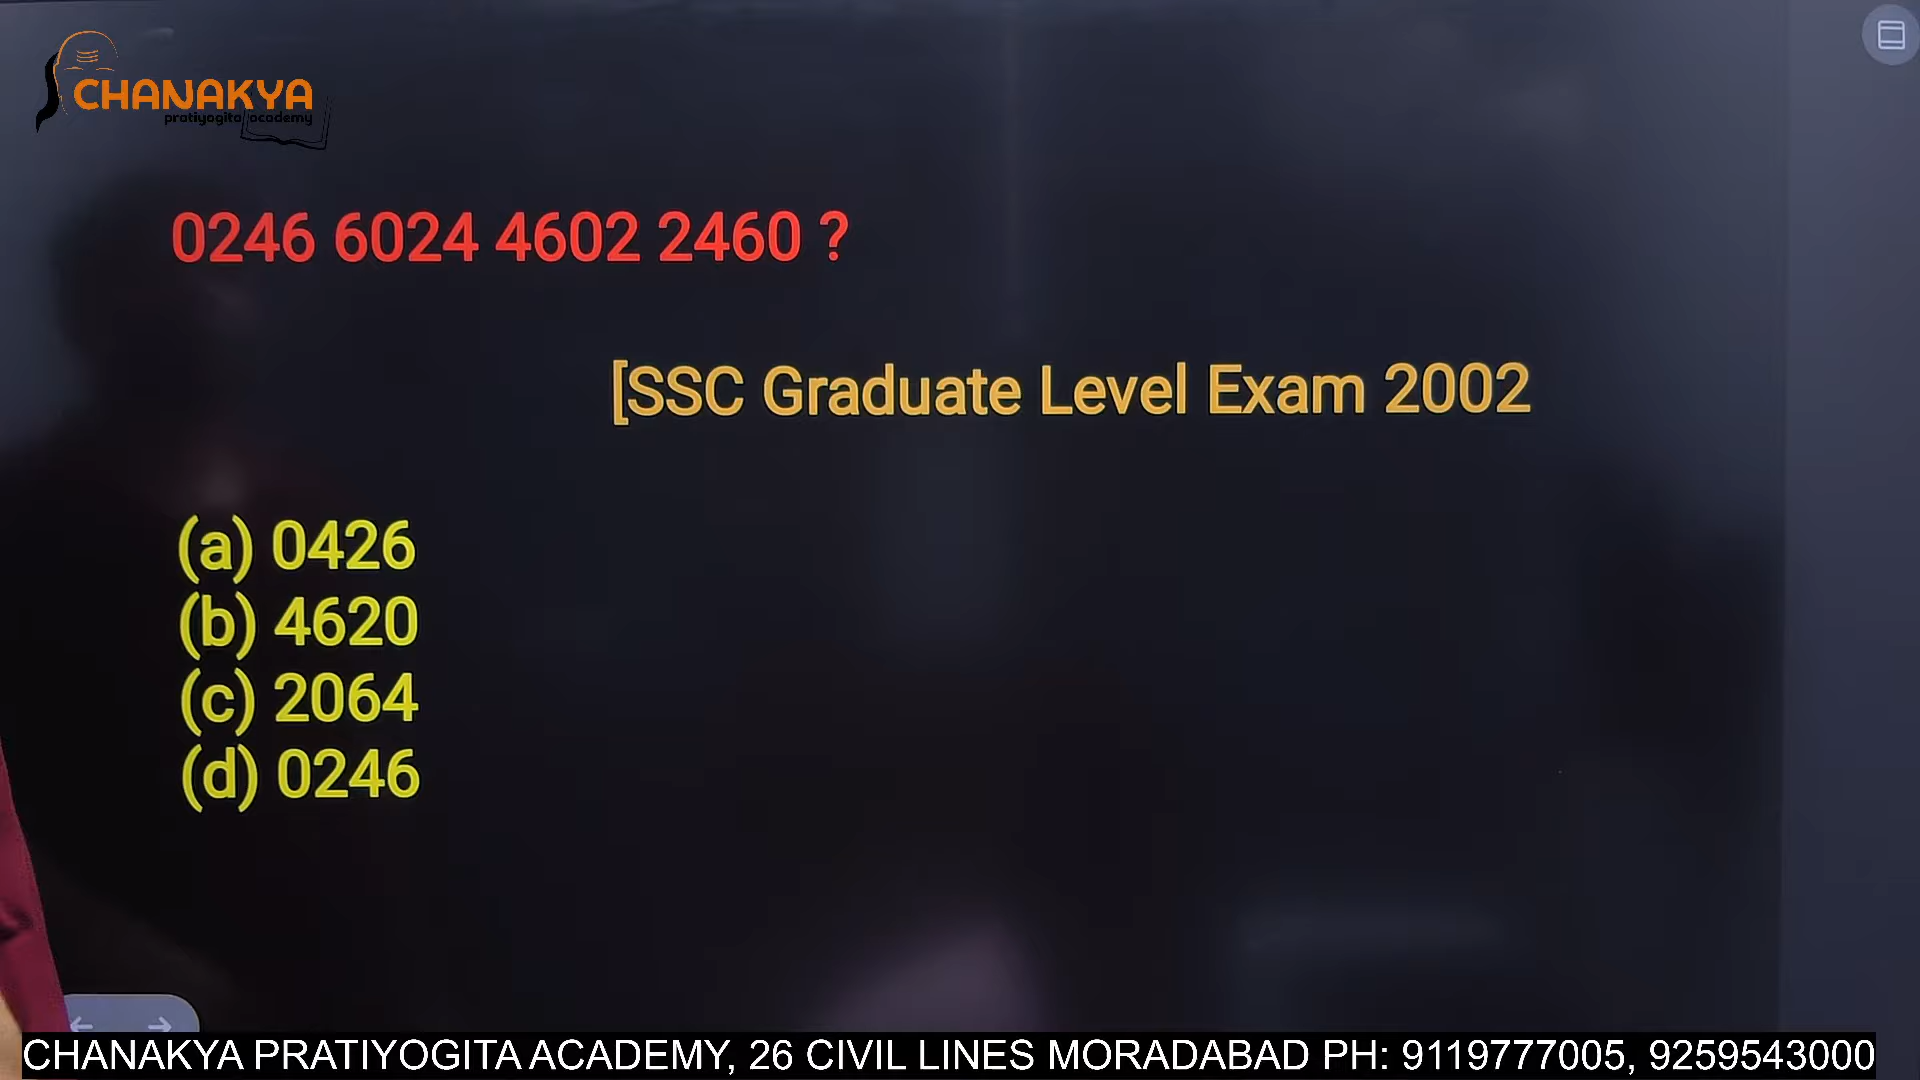 CHANAKYA
pratiyogita academy
0246 6024 4602 2460 ?
[SSC Graduate Level Exam 2002
(a) 0426
(b) 4620
(c) 2064
(d) 0246
CHANAKYA PRATIYOGITA ACADEMY, 26 CIVIL LINES MORADABAD PH: 9119777005, 9259543000